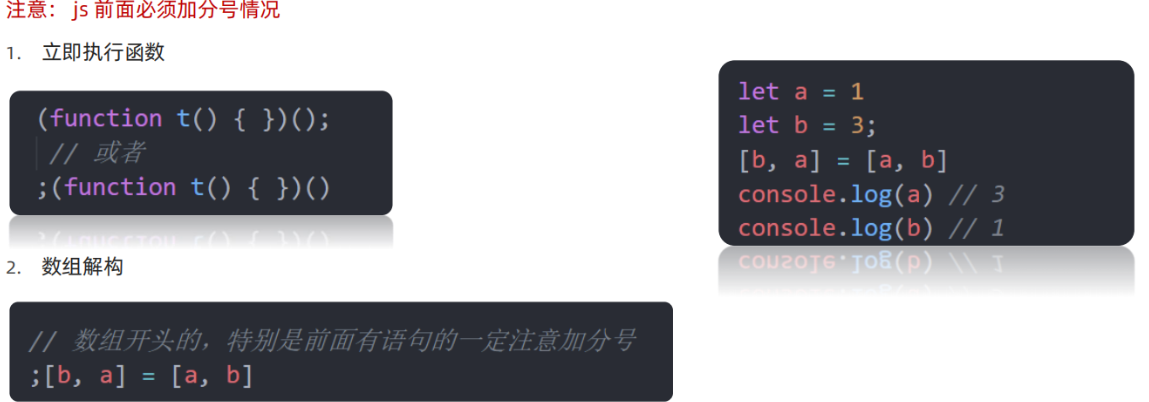 注意： js 前面必须加分号情况
1. 立即执行函数
(function t() { })();
// 或者
;(function t() { })()
2. 数组解构
// 数组开头的，特别是前面有语句的一定注意加分号
;[b, a] = [a, b]
let a = 1
let b = 3;
[b, a] = [a, b]
console.log(a) // 3
console.log(b) // 1